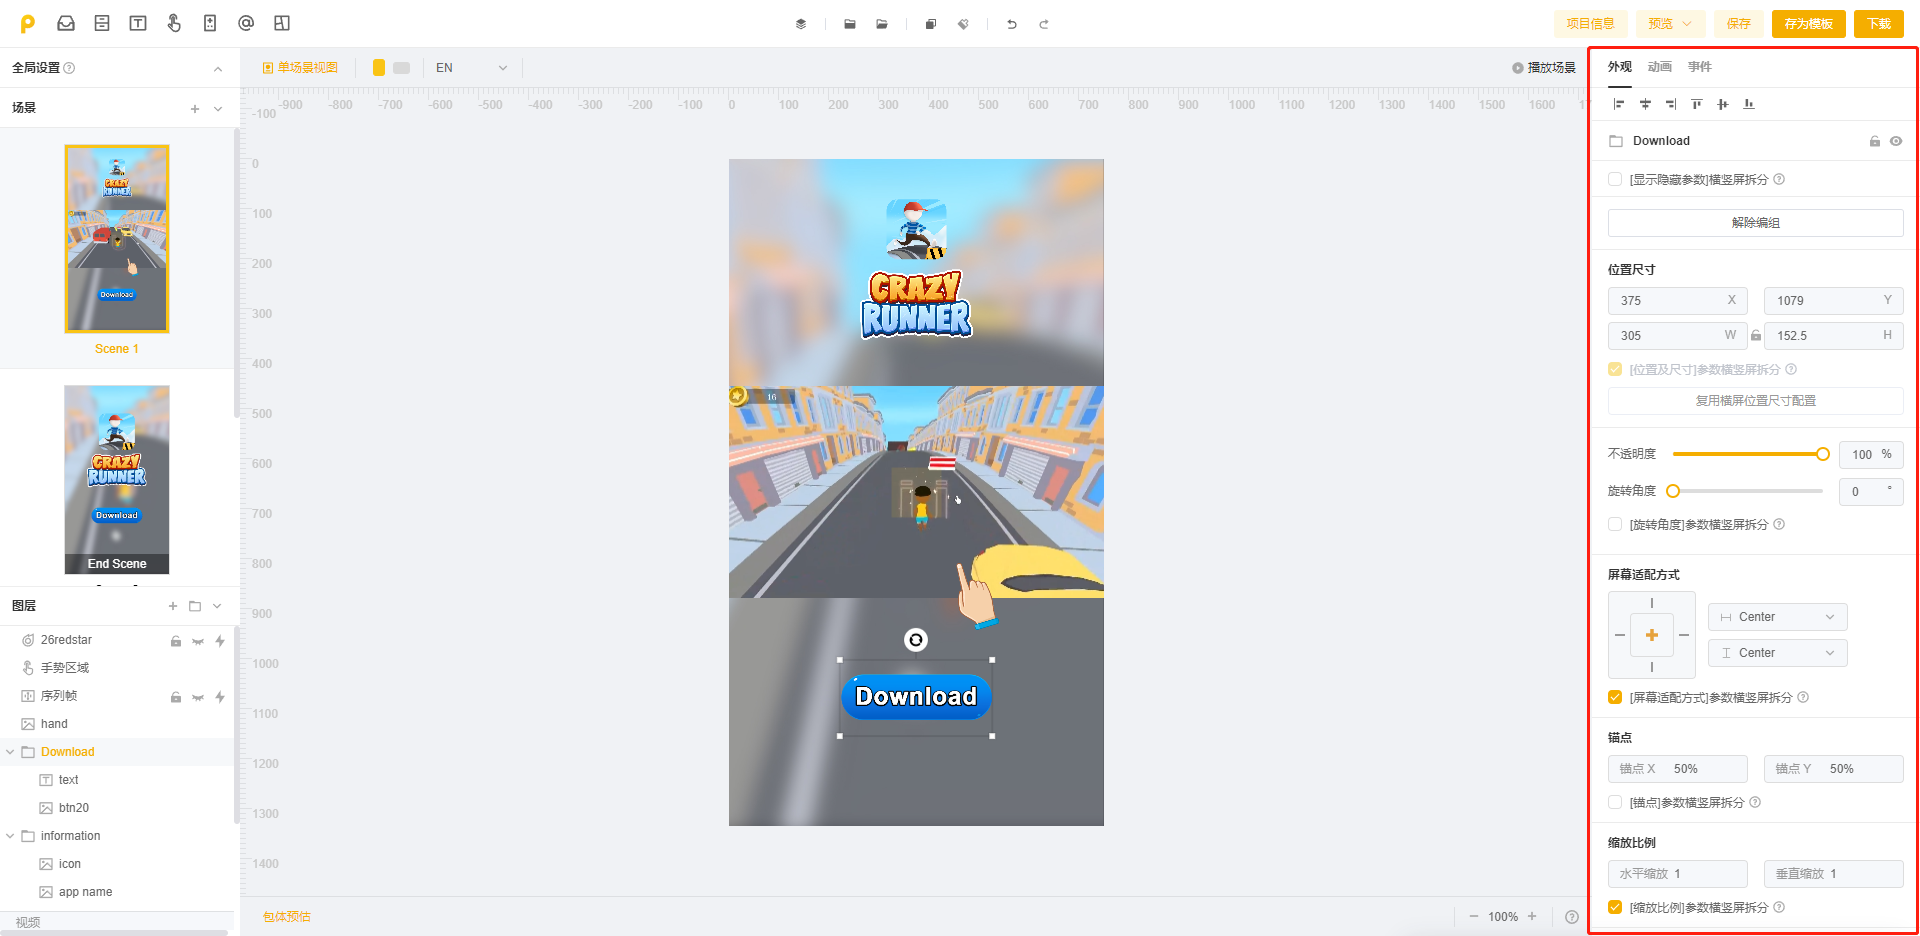 项目信息
预览
保存
存为模板
下载
全局设置
单场景视图
EN
播放场景
外观 动画 事件
场景
-900 -800 -700 -600 -500 -400 -300 -200 -100 0 100 200 300 400 500 600 700 800 900 1000 1100 1200 1300 1400 1500 1600
-100
0
100
200
300
400
500
600
700
800
900
1000
1100
1200
1300
1400
CRAZY
RUNNER
Download
Scene 1
CRAZY
RUNNER
Download
End Scene
图层
26redstar
手势区域
序列帧
hand
Download
text
btn20
information
icon
app name
视频
CRAZY
RUNNER
16
Download
包体预估
100%
Download
[显示隐藏参数]横竖屏拆分
解除编组
位置尺寸
375 X 1079 Y
305 W 152.5 H
[位置及尺寸]参数横竖屏拆分
复用横屏位置尺寸配置
不透明度 100 %
旋转角度 0 °
[旋转角度]参数横竖屏拆分
屏幕适配方式
Center
Center
[屏幕适配方式]参数横竖屏拆分
锚点
锚点 X 50% 锚点 Y 50%
[锚点]参数横竖屏拆分
缩放比例
水平缩放 1 垂直缩放 1
[缩放比例]参数横竖屏拆分